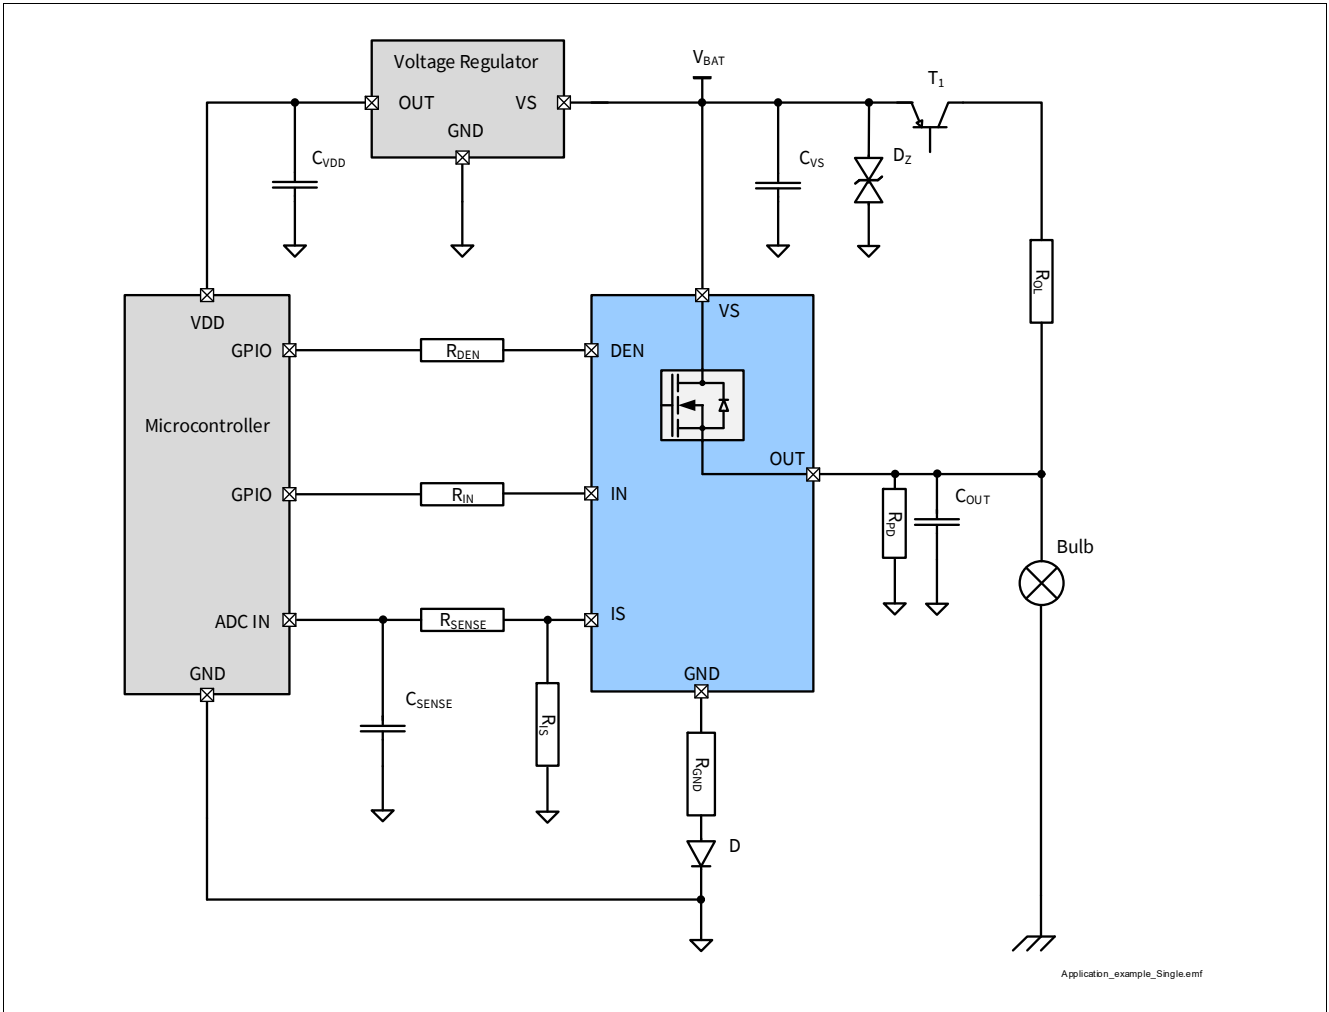 Voltage Regulator
OUT VS
GND
VBAT
T1
CVDD
CVS
DZ
ROL
VDD
GPIO
RDEN
DEN
VS
Microcontroller
OUT
GPIO
RIN
IN
RPD
COUT
Bulb
ADC IN
RSENSE
IS
GND
GND
CSENSE
RIS
RGND
D
Application_example_Single.emf